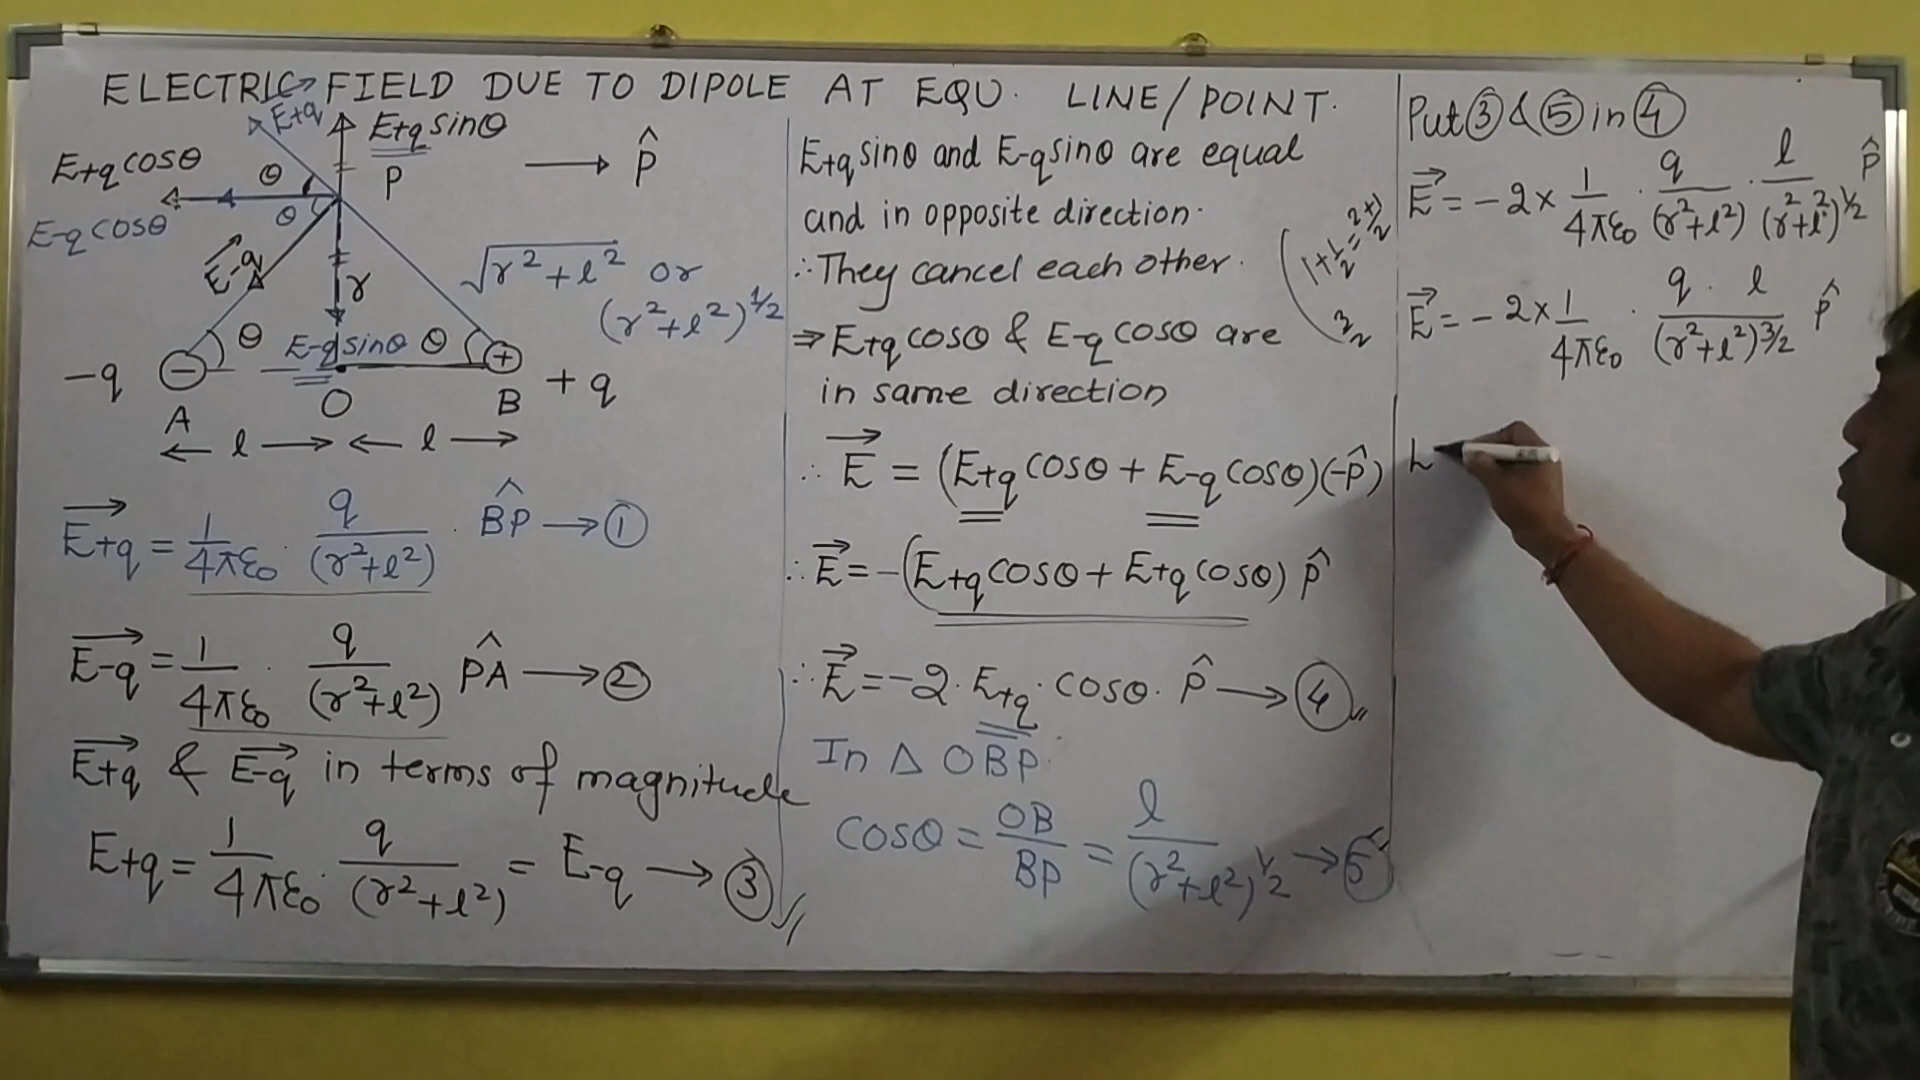 ELECTRIC FIELD DUE TO DIPOLE AT EQU. LINE/POINT.
E+q
E+q sinθ
E+q cosθ
θ
P
p̂
E-q cosθ
θ
E-q
r
√r²+l² or
(r²+l²)^1/2
θ
E-q sinθ
θ
-q
−
+
+q
A
O
B
l
l
E⃗+q = 1/4πε₀ · q/(r²+l²) · B̂P → ①
E⃗-q = 1/4πε₀ · q/(r²+l²) P̂A → ②
E⃗+q & E⃗-q in terms of magnitude
E+q = 1/4πε₀ · q/(r²+l²) = E-q → ③
E+q sinθ and E-q sinθ are equal
and in opposite direction.
∴ They cancel each other.
⇒ E+q cosθ & E-q cosθ are
in same direction
∴ E⃗ = (E+q cosθ + E-q cosθ)(-p̂)
∴ E⃗ = -(E+q cosθ + E+q cosθ) p̂
∴ E⃗ = -2· E+q · cosθ · p̂ → ④
In Δ OBP
cosθ = OB/BP = l/(r²+l²)^1/2 → ⑤
1+1/2 = 2+1/2
3/2
Put ③ & ⑤ in ④
E⃗ = -2 × 1/4πε₀ · q/(r²+l²) · l/(r²+l²)^1/2 p̂
E⃗ = -2 × 1/4πε₀ · q · l/(r²+l²)^3/2 p̂